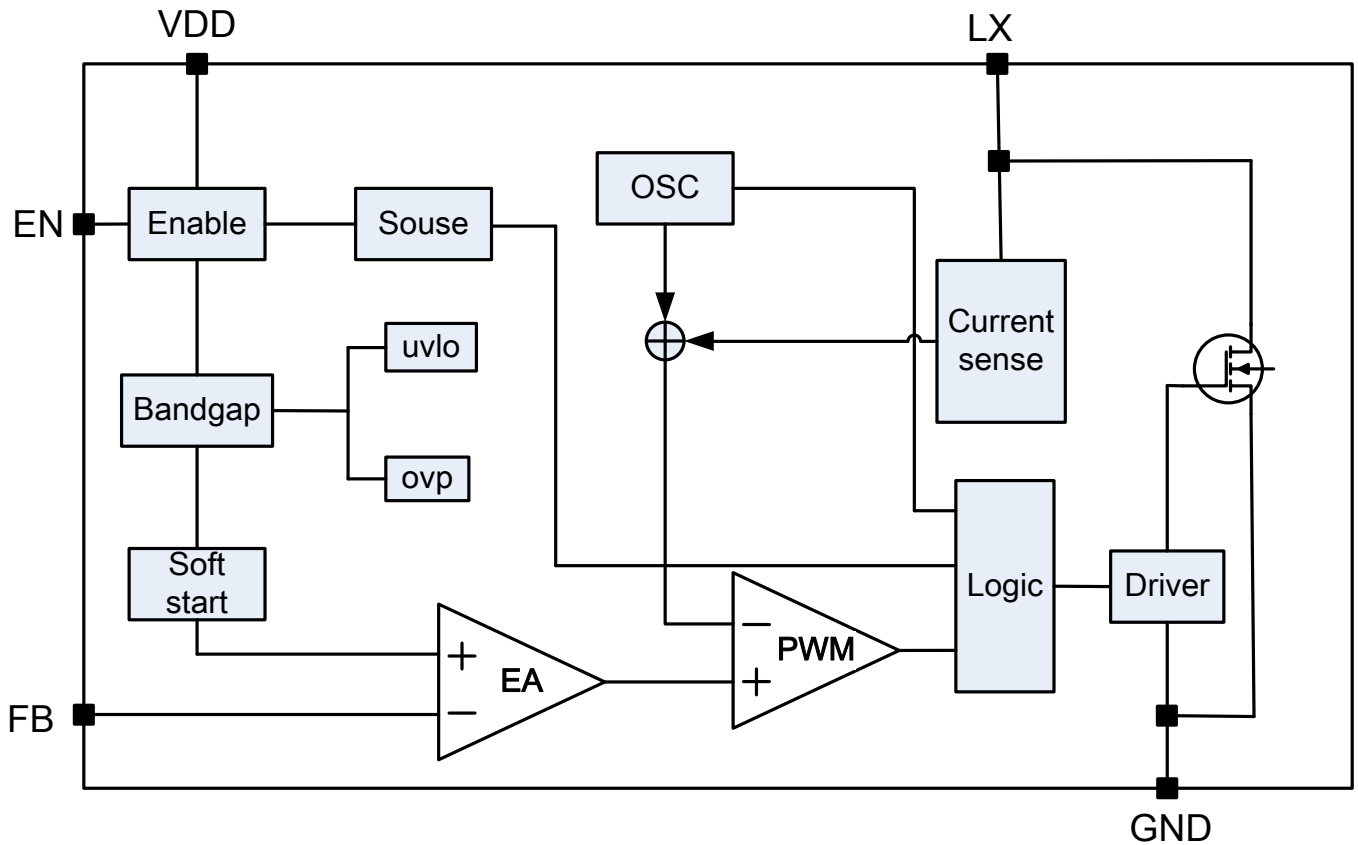 VDD
LX
OSC
EN
Enable
Souse
Current
sense
uvlo
Bandgap
ovp
Soft
start
Logic
Driver
PWM
EA
FB
GND